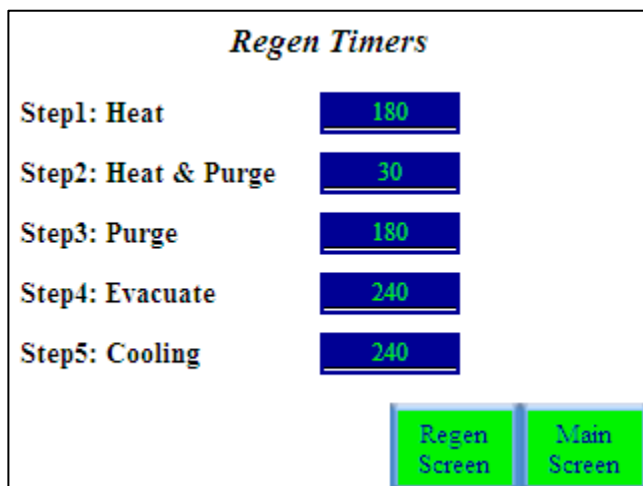 Regen Timers
Step1: Heat 180
Step2: Heat & Purge 30
Step3: Purge 180
Step4: Evacuate 240
Step5: Cooling 240
Regen
Screen
Main
Screen